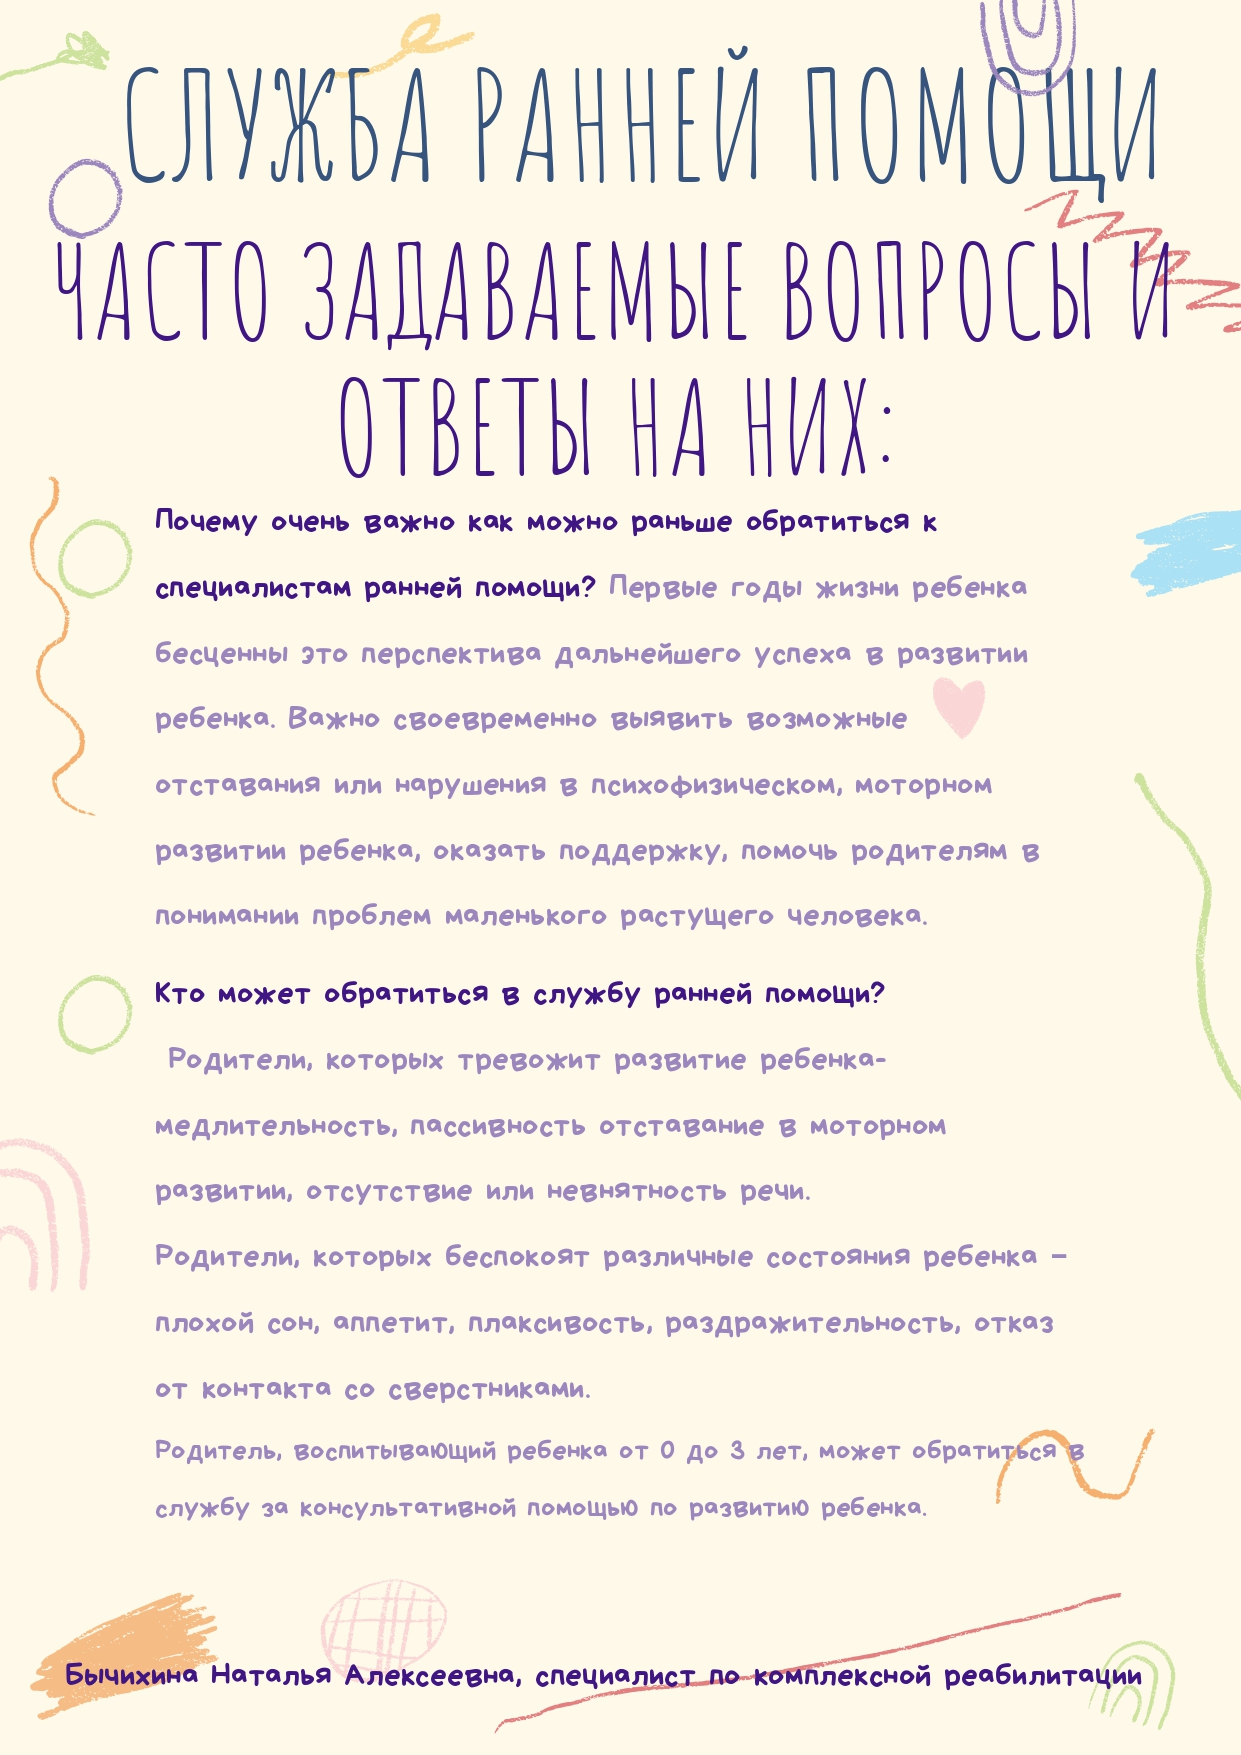 СЛУЖБА РАННЕЙ ПОМОЩИ
ЧАСТО ЗАДАВАЕМЫЕ ВОПРОСЫ И
ОТВЕТЫ НА НИХ:
Почему очень важно как можно раньше обратиться к
специалистам ранней помощи? Первые годы жизни ребенка
бесценны это перспектива дальнейшего успеха в развитии
ребенка. Важно своевременно выявить возможные
отставания или нарушения в психофизическом, моторном
развитии ребенка, оказать поддержку, помочь родителям в
понимании проблем маленького растущего человека.
Кто может обратиться в службу ранней помощи?
Родители, которых тревожит развитие ребенка-
медлительность, пассивность отставание в моторном
развитии, отсутствие или невнятность речи.
Родители, которых беспокоят различные состояния ребенка –
плохой сон, аппетит, плаксивость, раздражительность, отказ
от контакта со сверстниками.
Родитель, воспитывающий ребенка от 0 до 3 лет, может обратиться в
службу за консультативной помощью по развитию ребенка.
Бычихина Наталья Алексеевна, специалист по комплексной реабилитации